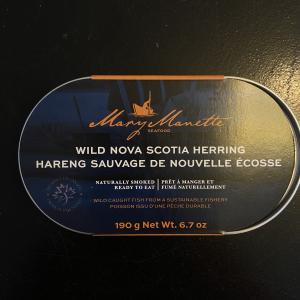 Mary Manette
SEAFOOD
WILD NOVA SCOTIA HERRING
HARENG SAUVAGE DE NOUVELLE ÉCOSSE
NATURALLY SMOKED
READY TO EAT
PRÊT À MANGER ET
FUMÉ NATURELLEMENT
WILD CAUGHT FISH FROM A SUSTAINABLE FISHERY
POISSON ISSU D'UNE PÊCHE DURABLE
190 g Net Wt. 6.7 oz